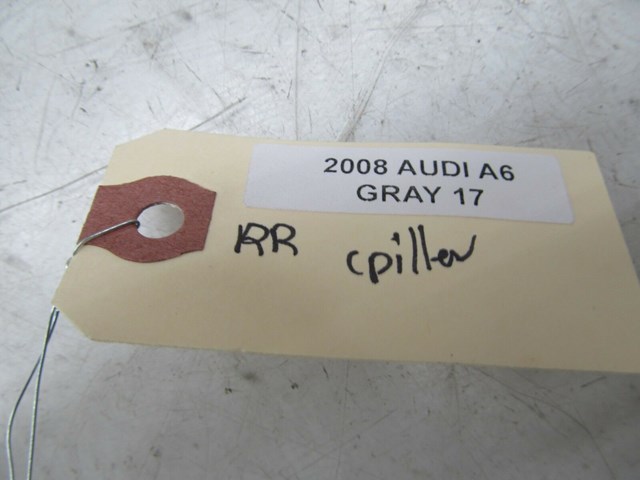 2008 AUDI A6
GRAY 17
RR cpiller